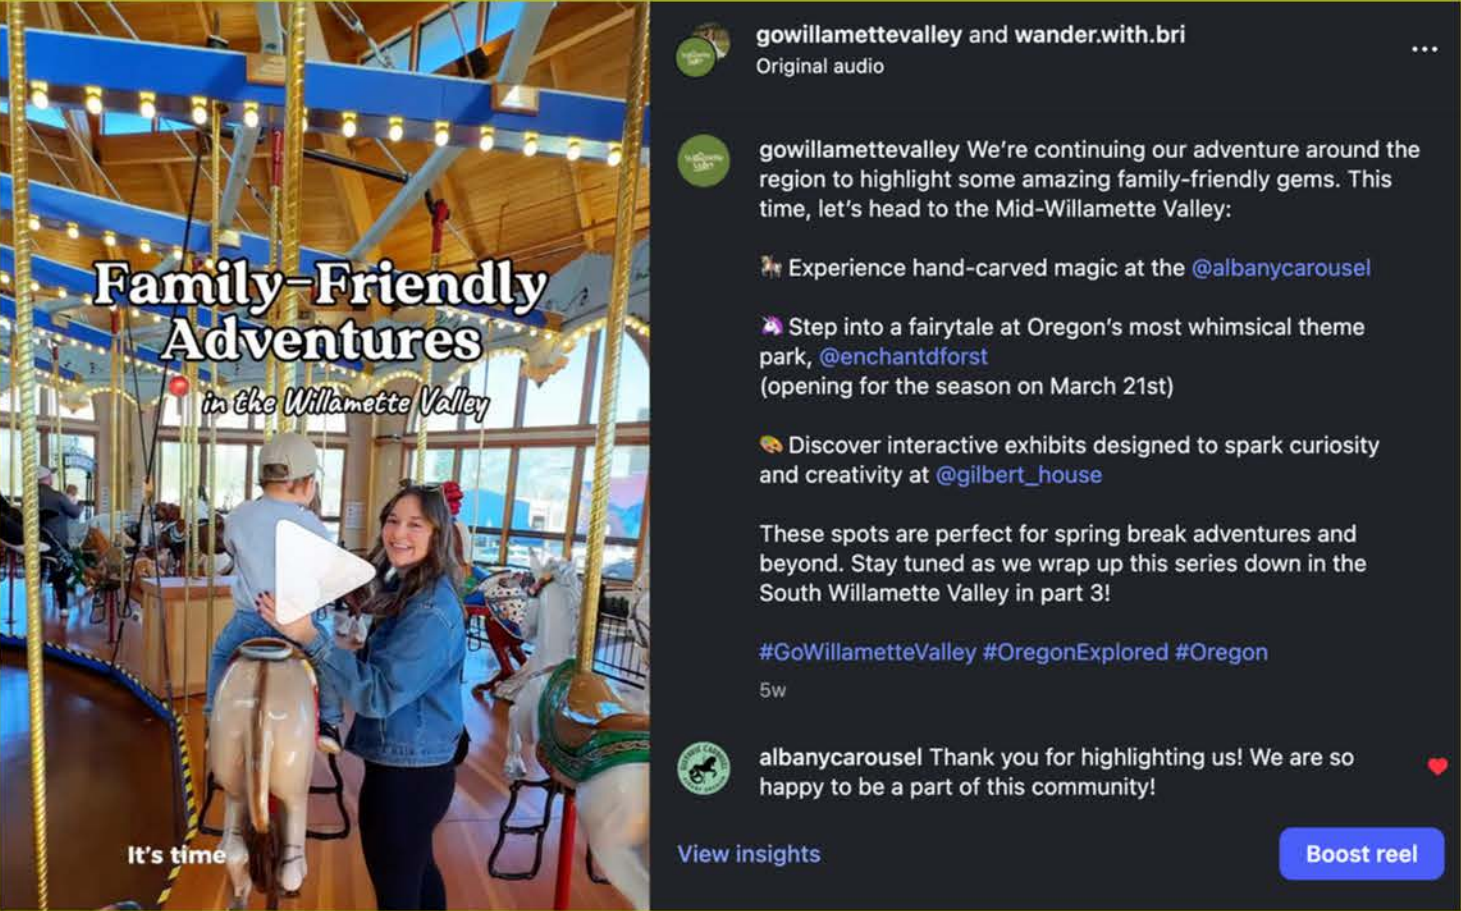 Family-Friendly
Adventures
in the Willamette Valley
It's time
gowillamettevalley and wander.with.bri
Original audio
gowillamettevalley We're continuing our adventure around the
region to highlight some amazing family-friendly gems. This
time, let's head to the Mid-Willamette Valley:
🎠 Experience hand-carved magic at the @albanycarousel
🦄 Step into a fairytale at Oregon's most whimsical theme
park, @enchantdforst
(opening for the season on March 21st)
🎨 Discover interactive exhibits designed to spark curiosity
and creativity at @gilbert_house
These spots are perfect for spring break adventures and
beyond. Stay tuned as we wrap up this series down in the
South Willamette Valley in part 3!
#GoWillametteValley #OregonExplored #Oregon
5w
albanycarousel Thank you for highlighting us! We are so
happy to be a part of this community!
View insights
Boost reel